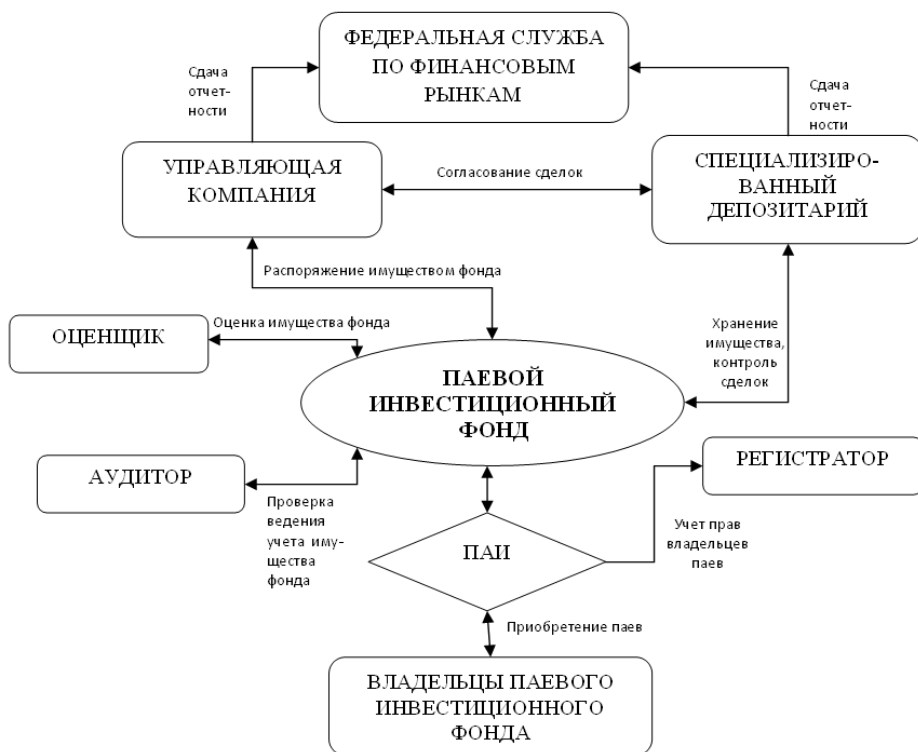 ФЕДЕРАЛЬНАЯ СЛУЖБА
ПО ФИНАНСОВЫМ
РЫНКАМ
Сдача
отчет-
ности
Сдача
отчет-
ности
УПРАВЛЯЮЩАЯ
КОМПАНИЯ
Согласование сделок
СПЕЦИАЛИЗИРО-
ВАННЫЙ
ДЕПОЗИТАРИЙ
Распоряжение имуществом фонда
ОЦЕНЩИК
Оценка имущества фонда
Хранение
имущества,
контроль
сделок
ПАЕВОЙ
ИНВЕСТИЦИОННЫЙ
ФОНД
АУДИТОР
Проверка
ведения
учета иму-
щества
фонда
РЕГИСТРАТОР
Учет прав
владельцев
паев
ПАИ
Приобретение паев
ВЛАДЕЛЬЦЫ ПАЕВОГО
ИНВЕСТИЦИОННОГО
ФОНДА